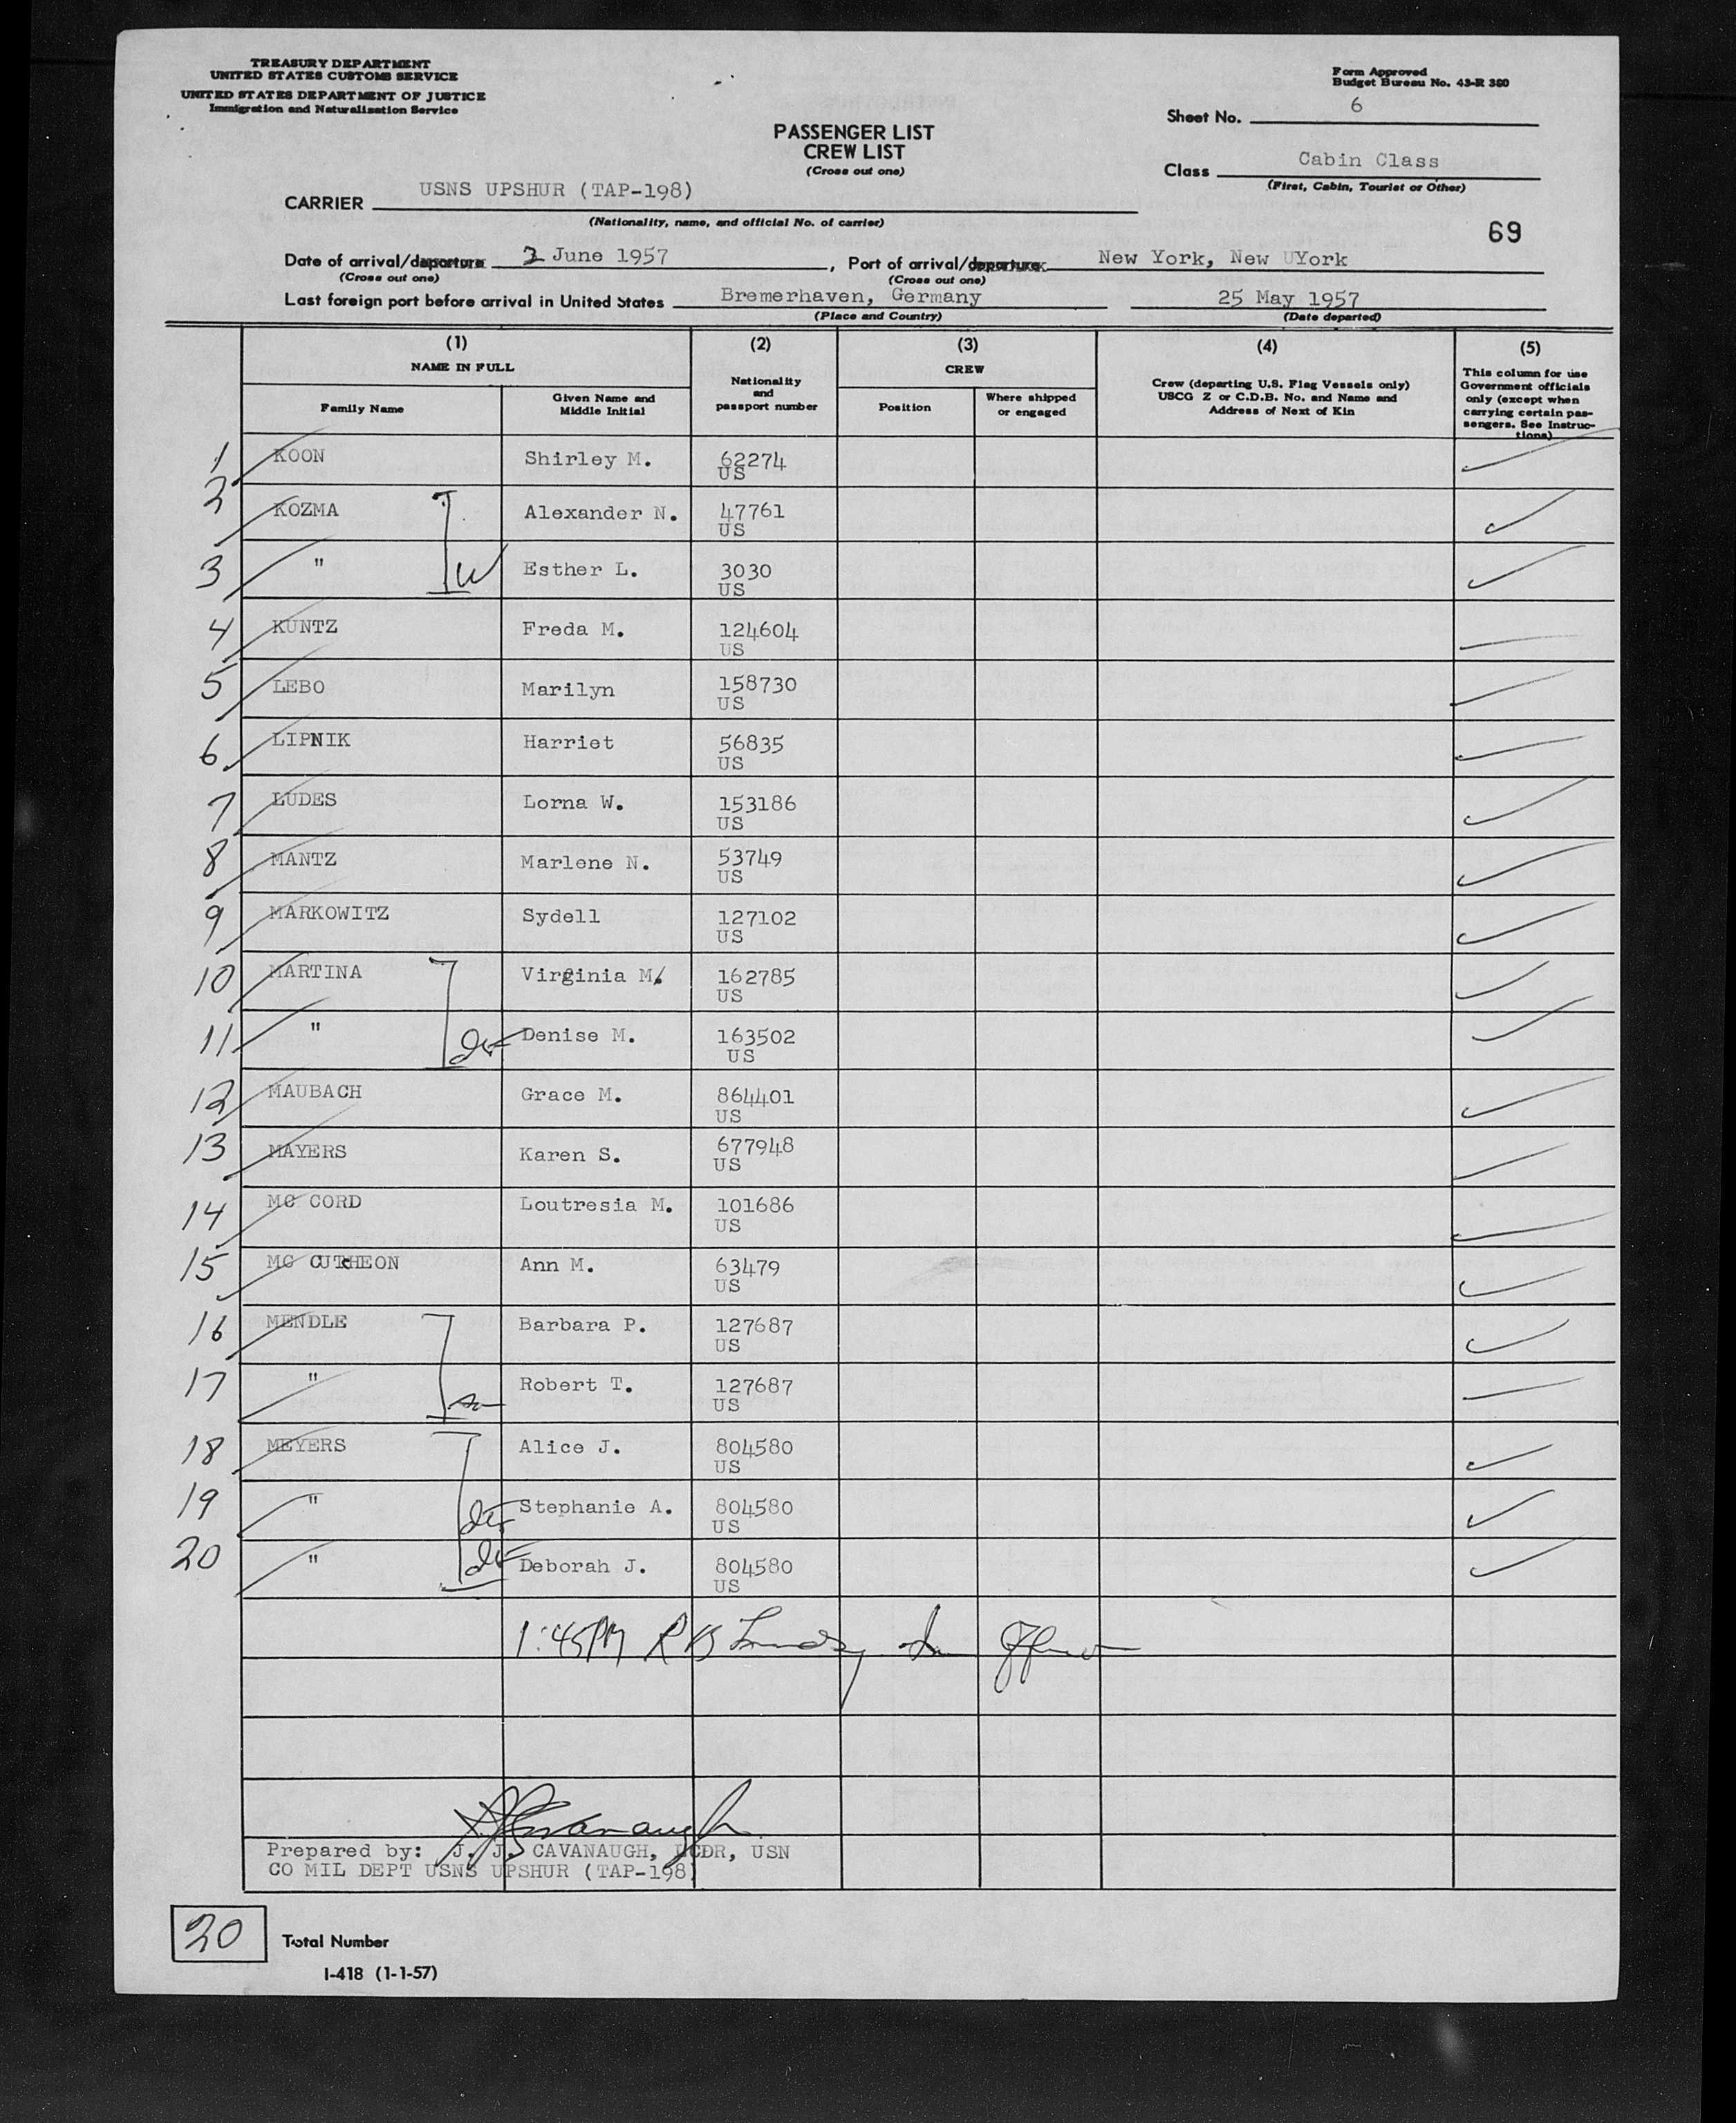 TREASURY DEPARTMENT
UNITED STATES CUSTOMS SERVICE
UNITED STATES DEPARTMENT OF JUSTICE
Immigration and Naturalization Service
Form Approved
Budget Bureau No. 43-R 380
Sheet No. 6
PASSENGER LIST
CREW LIST
(Cross out one)
Class Cabin Class
(First, Cabin, Tourist or Other)
CARRIER USNS UPSHUR (TAP-198)
(Nationality, name, and official No. of carrier)
69
Date of arrival/departure 2 June 1957, Port of arrival/departure New York, New UYork
(Cross out one) (Cross out one)
Last foreign port before arrival in United States Bremerhaven, Germany 25 May 1957
(Place and Country) (Date departed)
(1) (2) (3) (4) (5)
NAME IN FULL
Family Name
Given Name and
Middle Initial
Nationality
and
passport number
CREW
Position
Where shipped
or engaged
Crew (departing U.S. Flag Vessels only)
USCG Z or C.D.B. No. and Name and
Address of Next of Kin
This column for use
Government officials
only (except when
carrying certain pas-
sengers. See Instruc-
tions)
1 KOON Shirley M. 62274
US
2 KOZMA Alexander N. 47761
US
3 " W Esther L. 3030
US
4 KUNTZ Freda M. 124604
US
5 LEBO Marilyn 158730
US
6 LIPNIK Harriet 56835
US
7 LUDES Lorna W. 153186
US
8 MANTZ Marlene N. 53749
US
9 MARKOWITZ Sydell 127102
US
10 MARTINA Virginia M. 162785
US
11 " Denise M. 163502
US
12 MAUBACH Grace M. 864401
US
13 MAYERS Karen S. 677948
US
14 MC CORD Loutresia M. 101686
US
15 MC CUTCHEON Ann M. 63479
US
16 MENDLE Barbara P. 127687
US
17 " Robert T. 127687
US
18 MEYERS Alice J. 804580
US
19 " Stephanie A. 804580
US
20 " Deborah J. 804580
US
1:45PM
Prepared by: J. J. CAVANAUGH, LCDR, USN
CO MIL DEPT USNS UPSHUR (TAP-198)
20 Total Number
I-418 (1-1-57)